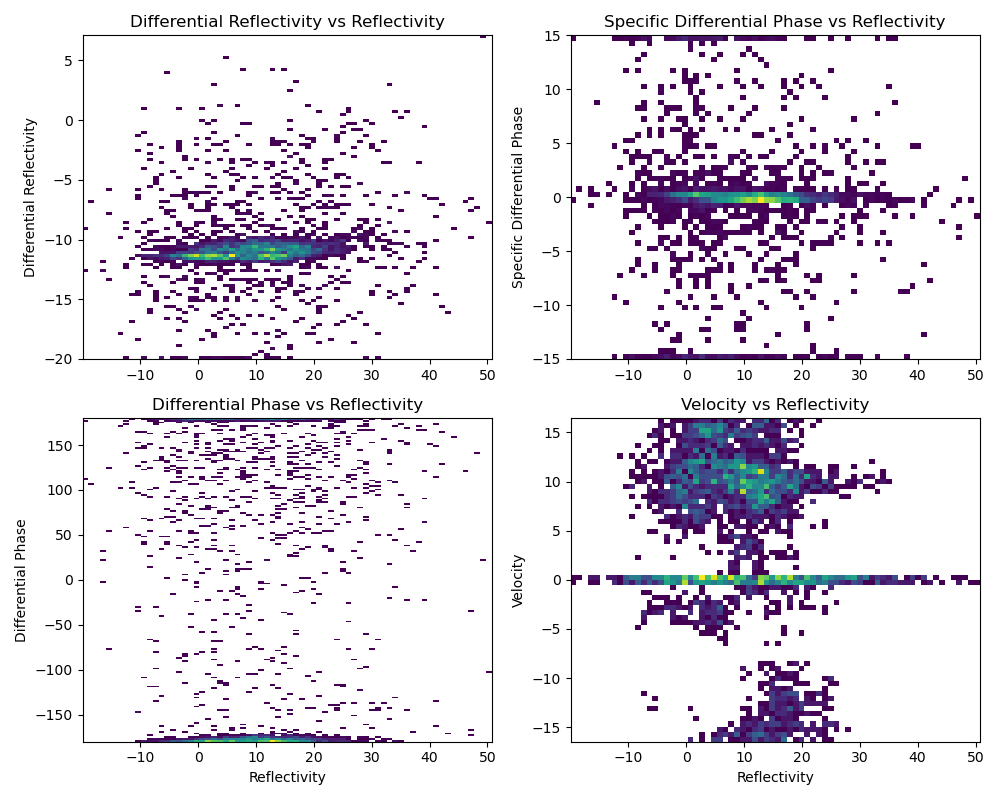 Differential Reflectivity vs Reflectivity
Differential Reflectivity
5
0
−5
−10
−15
−20
−10 0 10 20 30 40 50
Specific Differential Phase vs Reflectivity
Specific Differential Phase
15
10
5
0
−5
−10
−15
−10 0 10 20 30 40 50
Differential Phase vs Reflectivity
Differential Phase
150
100
50
0
−50
−100
−150
−10 0 10 20 30 40 50
Reflectivity
Velocity vs Reflectivity
Velocity
15
10
5
0
−5
−10
−15
−10 0 10 20 30 40 50
Reflectivity